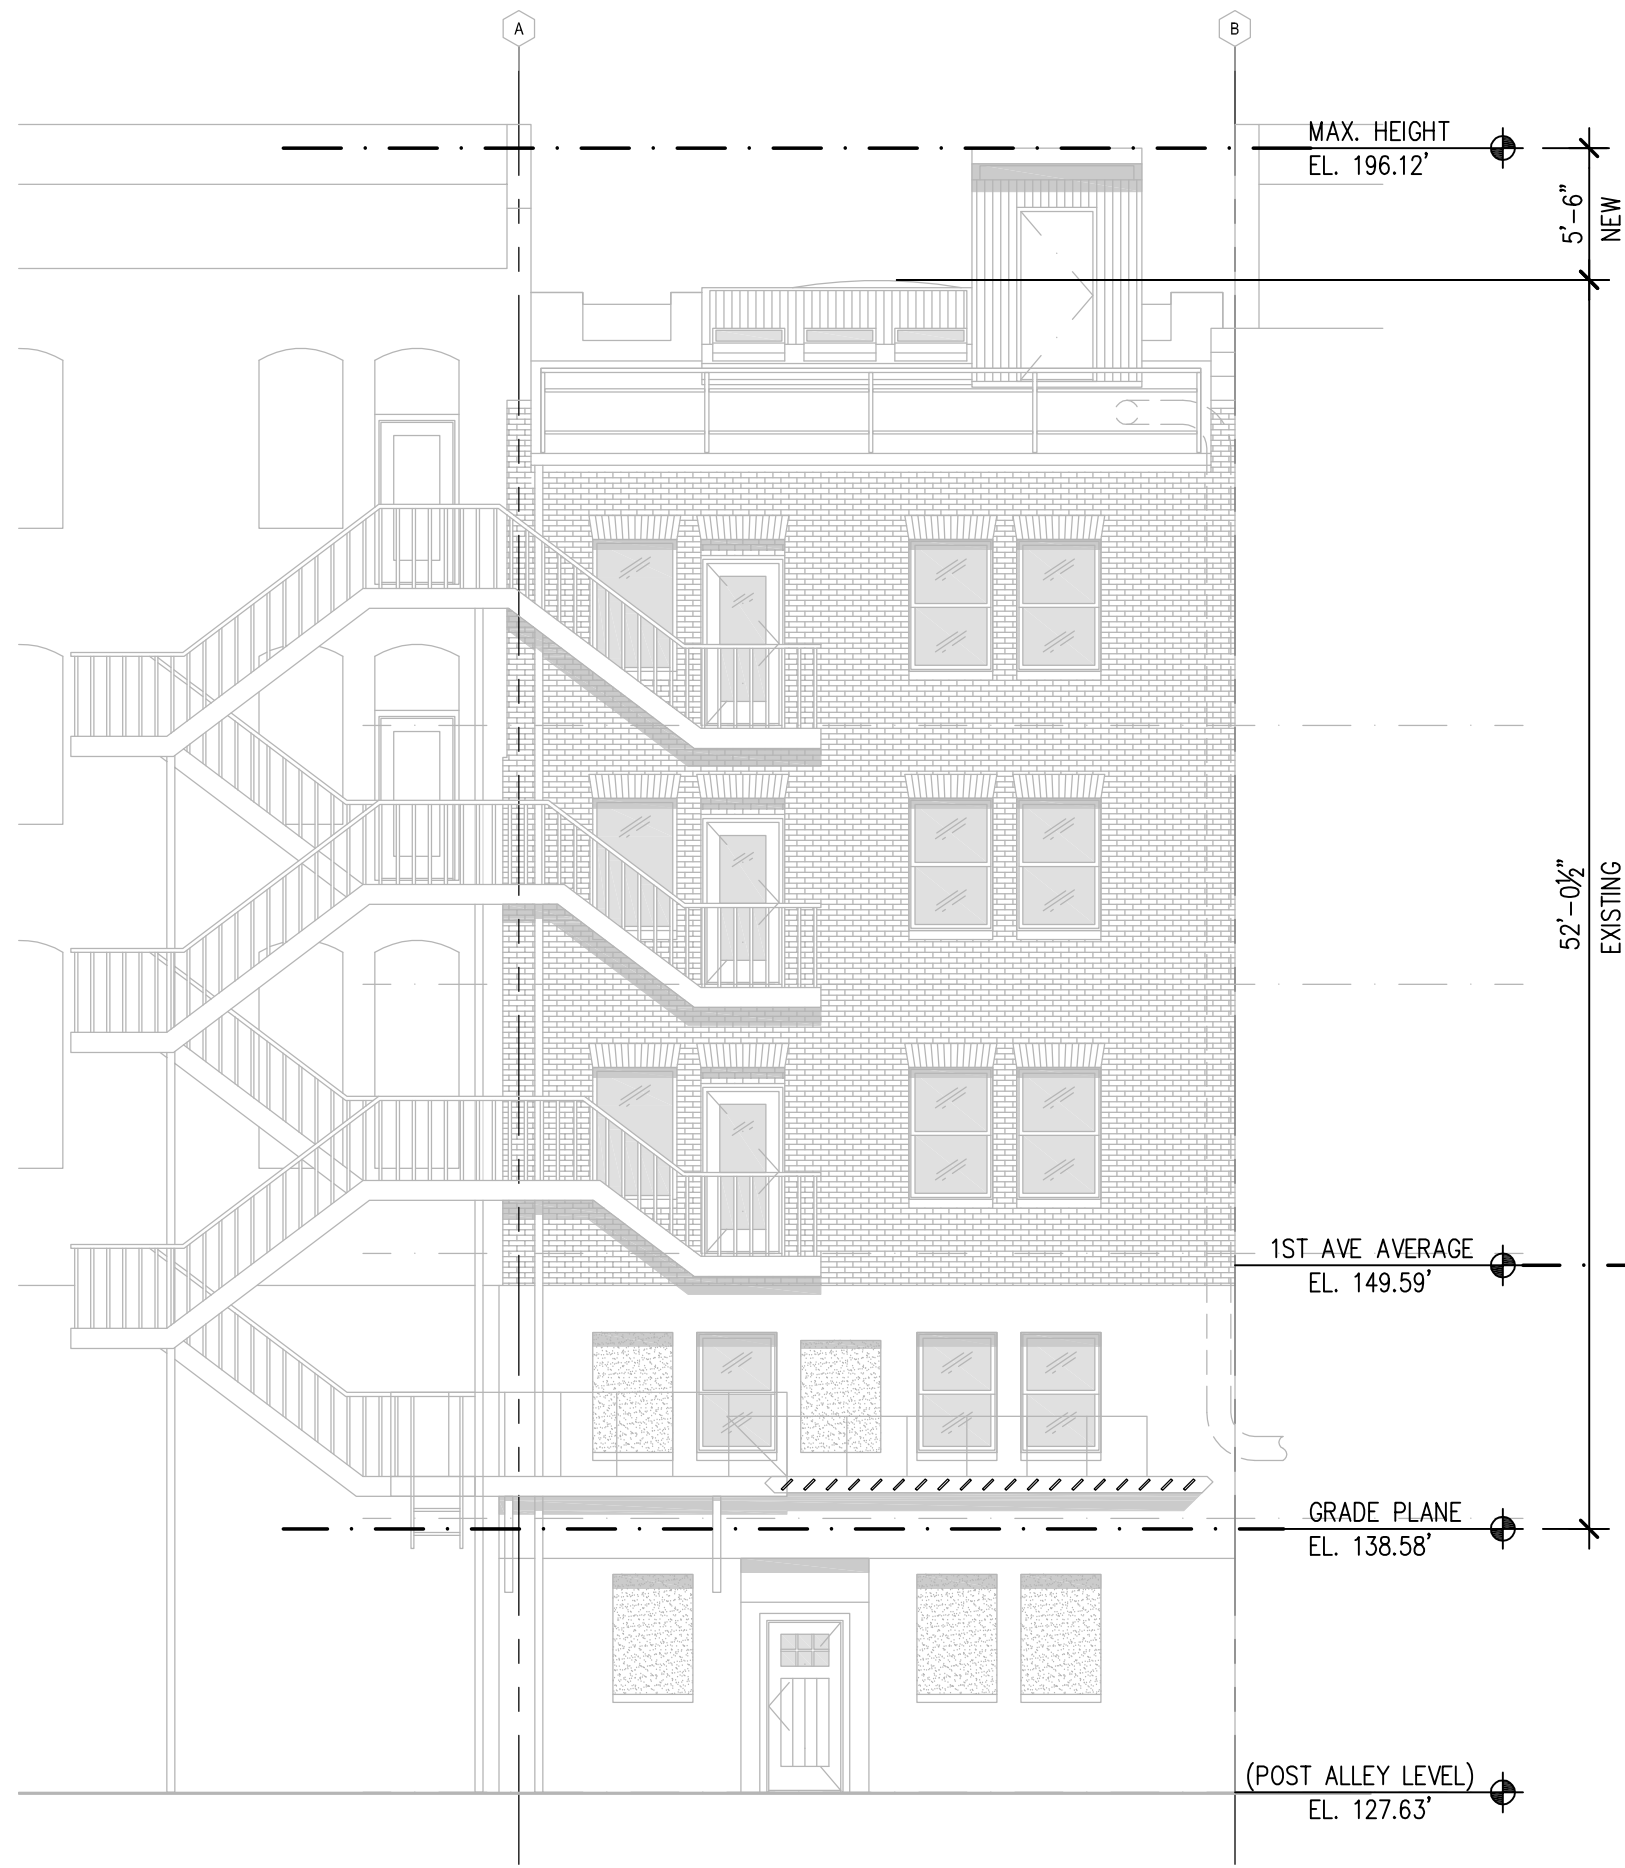 A
B
MAX. HEIGHT
EL. 196.12'
5'-6"
NEW
52'-0½"
EXISTING
1ST AVE AVERAGE
EL. 149.59'
GRADE PLANE
EL. 138.58'
(POST ALLEY LEVEL)
EL. 127.63'